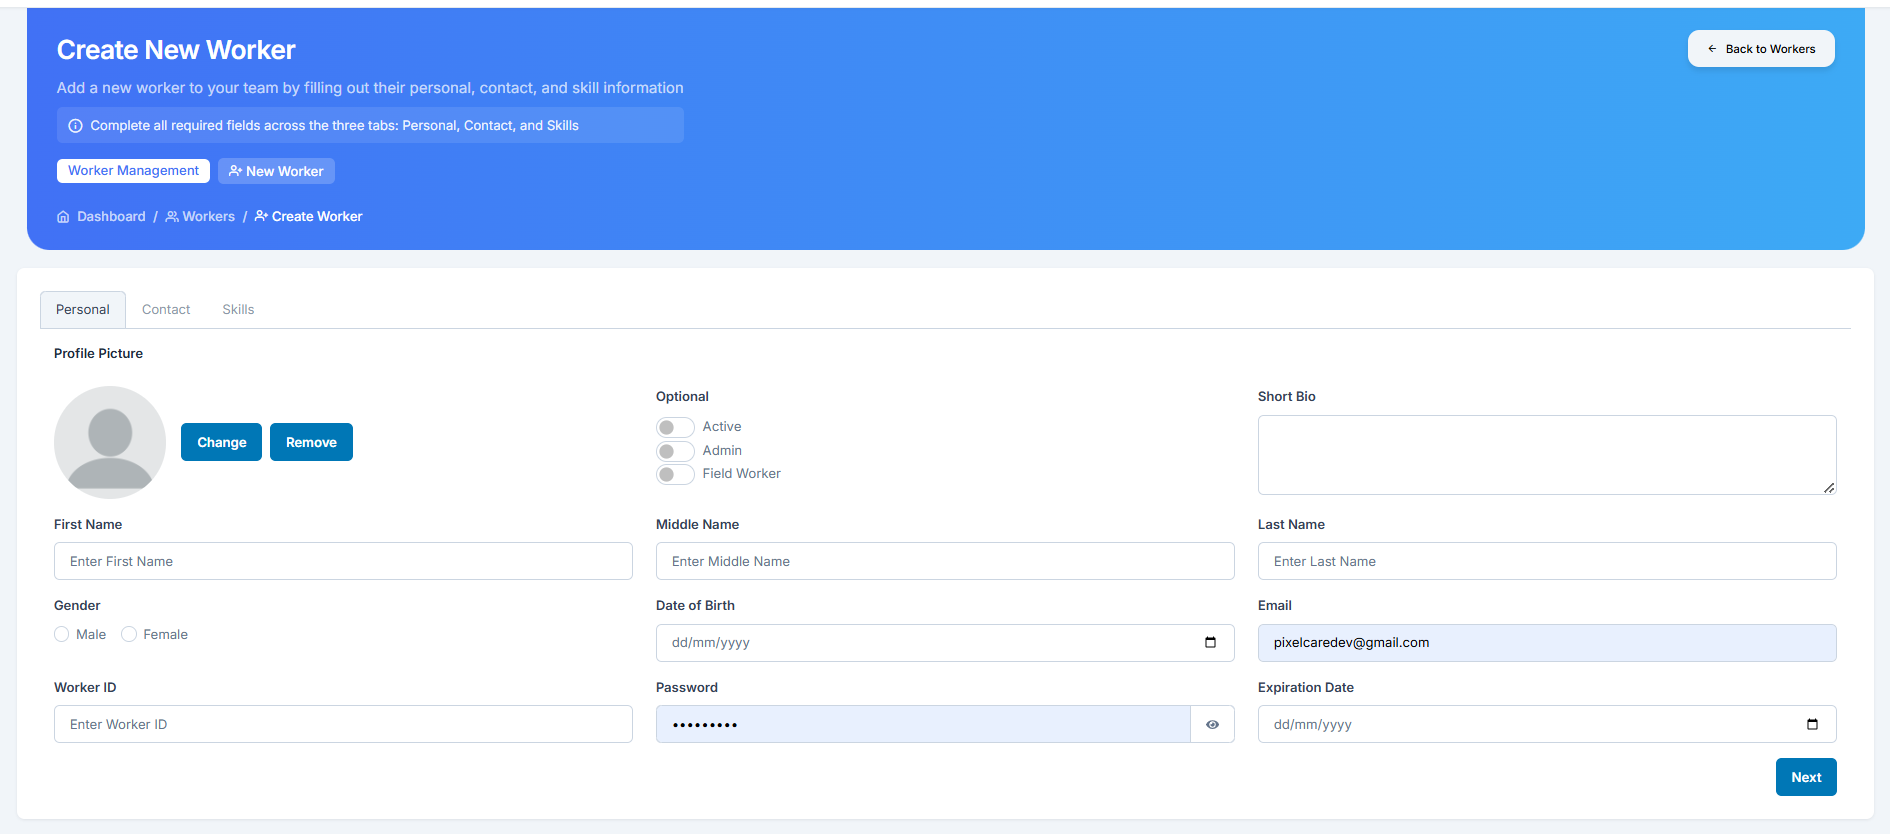 Create New Worker
← Back to Workers
Add a new worker to your team by filling out their personal, contact, and skill information
Complete all required fields across the three tabs: Personal, Contact, and Skills
Worker Management
New Worker
Dashboard / Workers / Create Worker
Personal
Contact
Skills
Profile Picture
Change
Remove
Optional
Active
Admin
Field Worker
Short Bio
First Name
Enter First Name
Middle Name
Enter Middle Name
Last Name
Enter Last Name
Gender
Male
Female
Date of Birth
dd/mm/yyyy
Email
pixelcaredev@gmail.com
Worker ID
Enter Worker ID
Password
•••••••••
Expiration Date
dd/mm/yyyy
Next